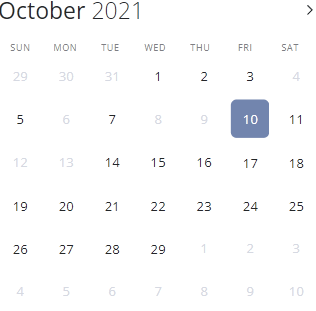 October 2021
SUN MON TUE WED THU FRI SAT
29 30 31 1 2 3 4
5 6 7 8 9 10 11
12 13 14 15 16 17 18
19 20 21 22 23 24 25
26 27 28 29 1 2 3
4 5 6 7 8 9 10